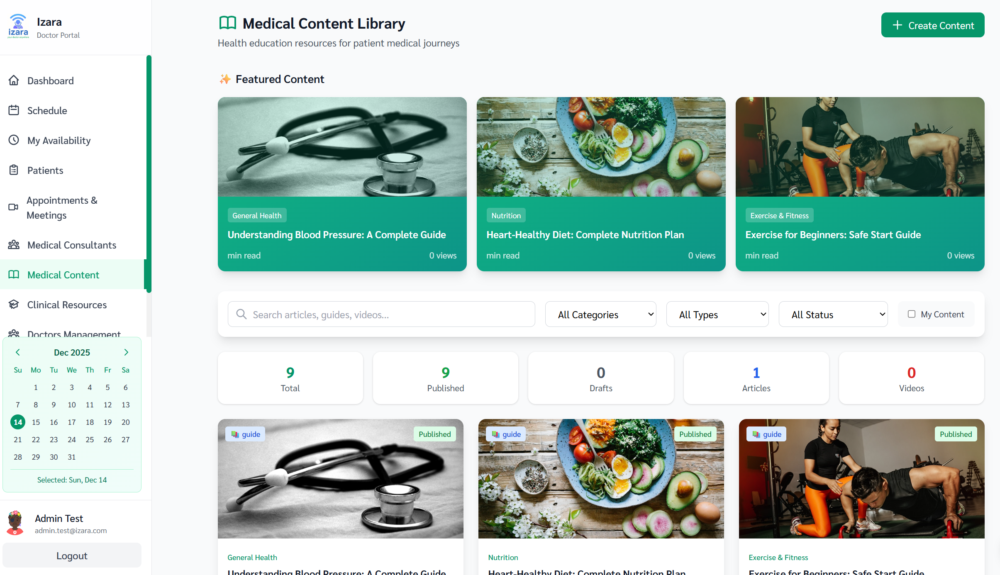 izara
your doctor anywhere
Izara
Doctor Portal
Dashboard
Schedule
My Availability
Patients
Appointments &
Meetings
Medical Consultants
Medical Content
Clinical Resources
Doctors Management
Dec 2025
Su Mo Tu We Th Fr Sa
1 2 3 4 5 6
7 8 9 10 11 12 13
14 15 16 17 18 19 20
21 22 23 24 25 26 27
28 29 30 31
Selected: Sun, Dec 14
Admin Test
admin.test@izara.com
Logout
Medical Content Library
Create Content
Health education resources for patient medical journeys
Featured Content
General Health
Understanding Blood Pressure: A Complete Guide
min read 0 views
Nutrition
Heart-Healthy Diet: Complete Nutrition Plan
min read 0 views
Exercise & Fitness
Exercise for Beginners: Safe Start Guide
min read 0 views
Search articles, guides, videos...
All Categories
All Types
All Status
My Content
9
Total
9
Published
0
Drafts
1
Articles
0
Videos
guide Published
General Health
Understanding Blood Pressure: A Complete Guide
guide Published
Nutrition
Heart-Healthy Diet: Complete Nutrition Plan
guide Published
Exercise & Fitness
Exercise for Beginners: Safe Start Guide